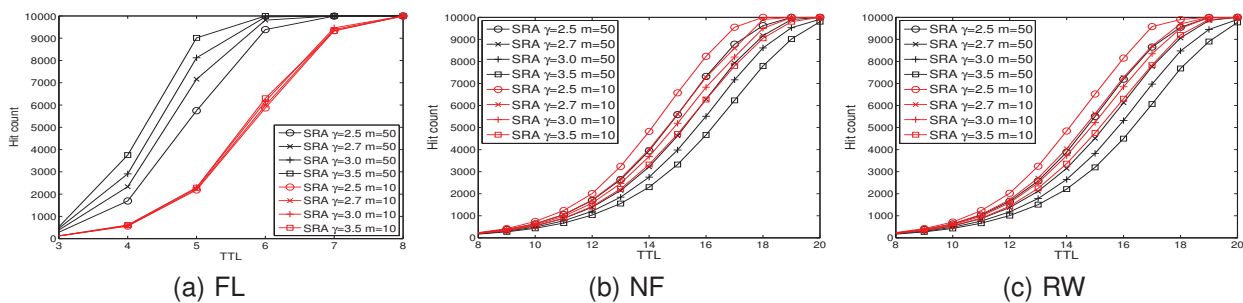 10000
9000
8000
7000
6000
5000
4000
3000
2000
1000
0
Hit count
3 4 5 6 7 8
TTL
SRA γ=2.5 m=50
SRA γ=2.7 m=50
SRA γ=3.0 m=50
SRA γ=3.5 m=50
SRA γ=2.5 m=10
SRA γ=2.7 m=10
SRA γ=3.0 m=10
SRA γ=3.5 m=10
(a) FL
10000
9000
8000
7000
6000
5000
4000
3000
2000
1000
0
Hit count
8 10 12 14 16 18 20
TTL
SRA γ=2.5 m=50
SRA γ=2.7 m=50
SRA γ=3.0 m=50
SRA γ=3.5 m=50
SRA γ=2.5 m=10
SRA γ=2.7 m=10
SRA γ=3.0 m=10
SRA γ=3.5 m=10
(b) NF
10000
9000
8000
7000
6000
5000
4000
3000
2000
1000
0
Hit count
8 10 12 14 16 18 20
TTL
SRA γ=2.5 m=50
SRA γ=2.7 m=50
SRA γ=3.0 m=50
SRA γ=3.5 m=50
SRA γ=2.5 m=10
SRA γ=2.7 m=10
SRA γ=3.0 m=10
SRA γ=3.5 m=10
(c) RW